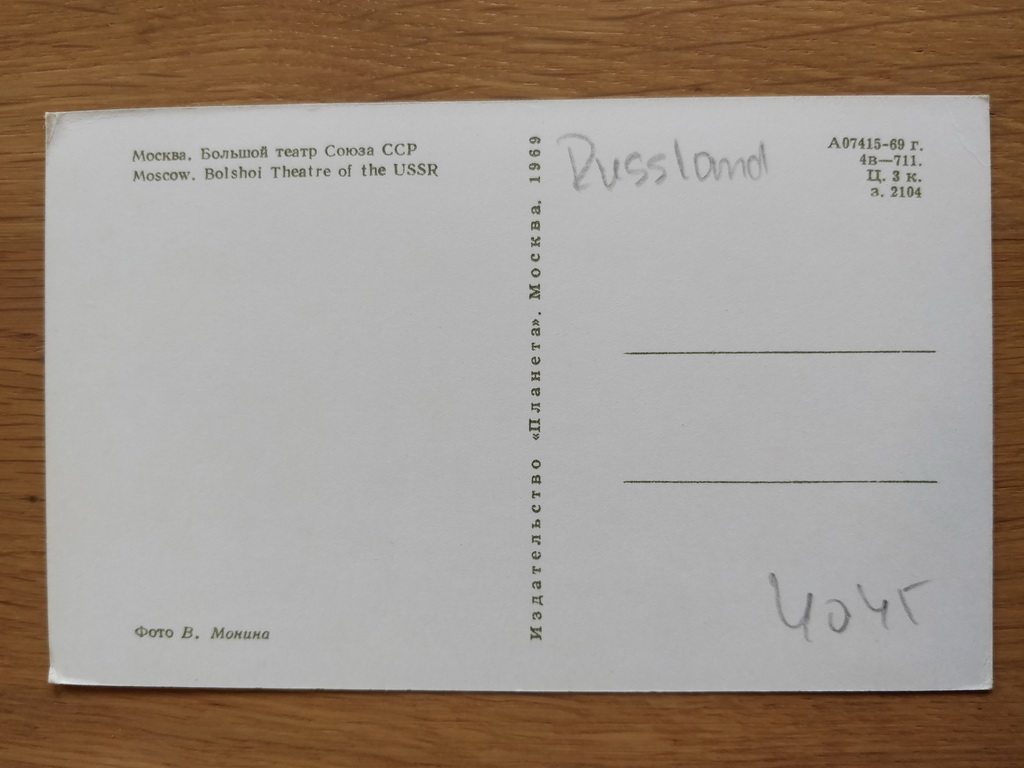 Москва. Большой театр Союза ССР
Moscow. Bolshoi Theatre of the USSR
Фото В. Монина
Издательство «Планета». Москва. 1969
Russland
А07415-69 г.
4в—711.
Ц. 3 к.
з. 2104